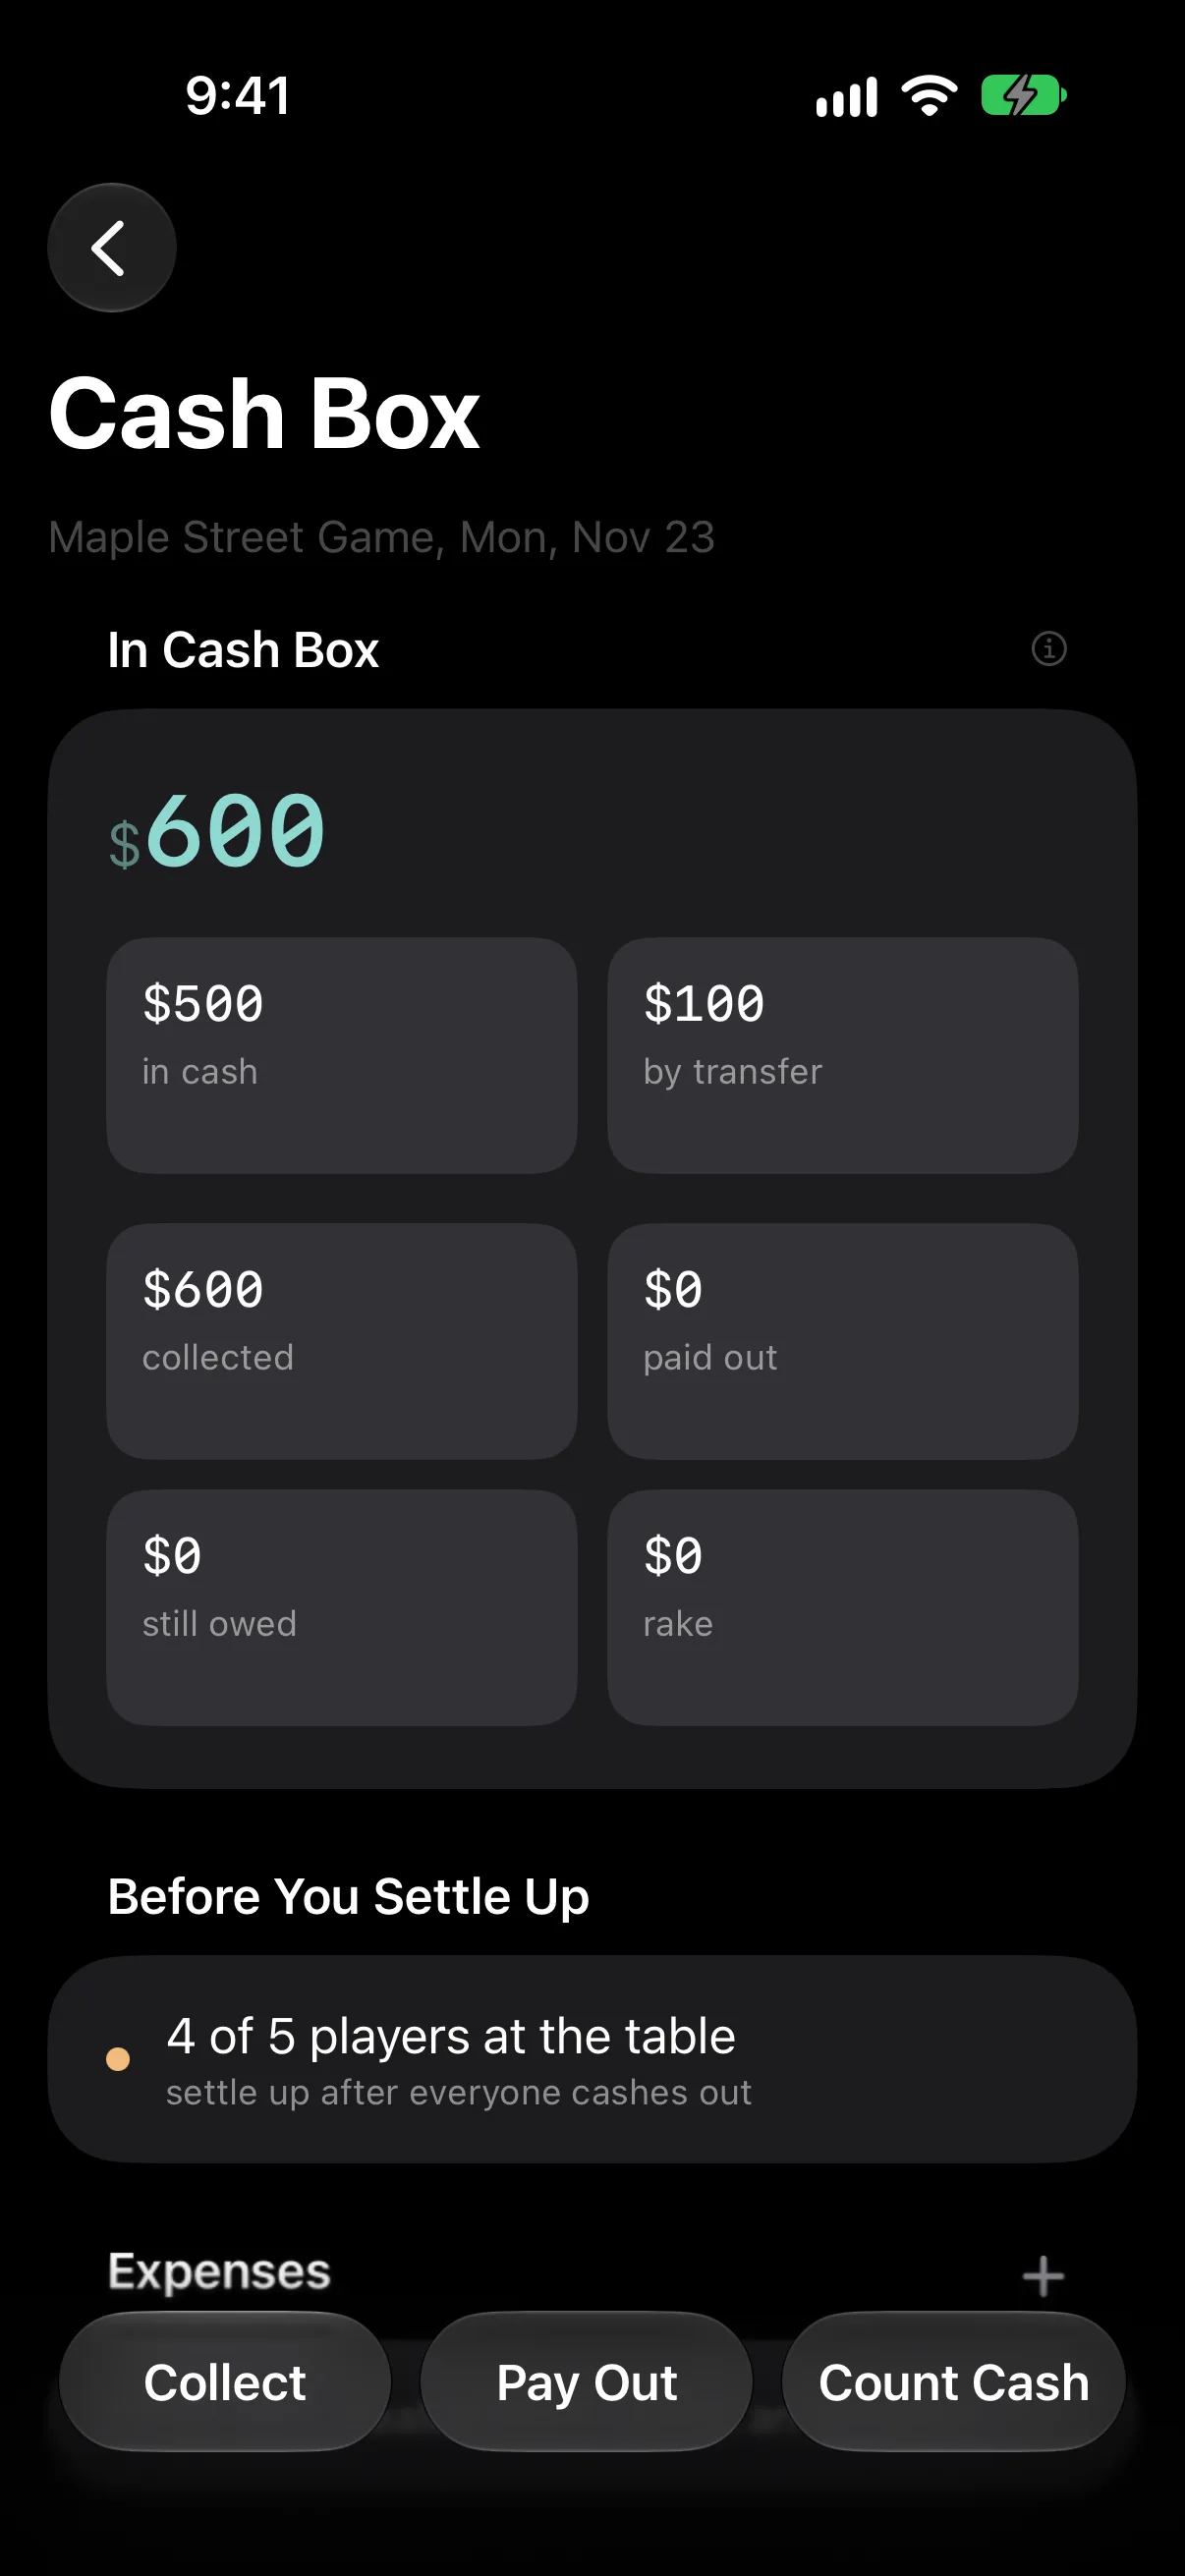 9:41
Cash Box
Maple Street Game, Mon, Nov 23
In Cash Box
$600
$500
in cash
$100
by transfer
$600
collected
$0
paid out
$0
still owed
$0
rake
Before You Settle Up
4 of 5 players at the table
settle up after everyone cashes out
Expenses
Collect
Pay Out
Count Cash